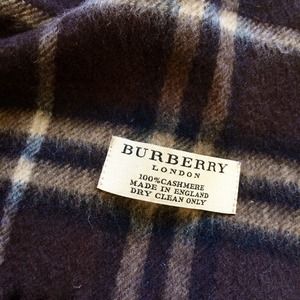 BURBERRY
LONDON
100%CASHMERE
MADE IN ENGLAND
DRY CLEAN ONLY